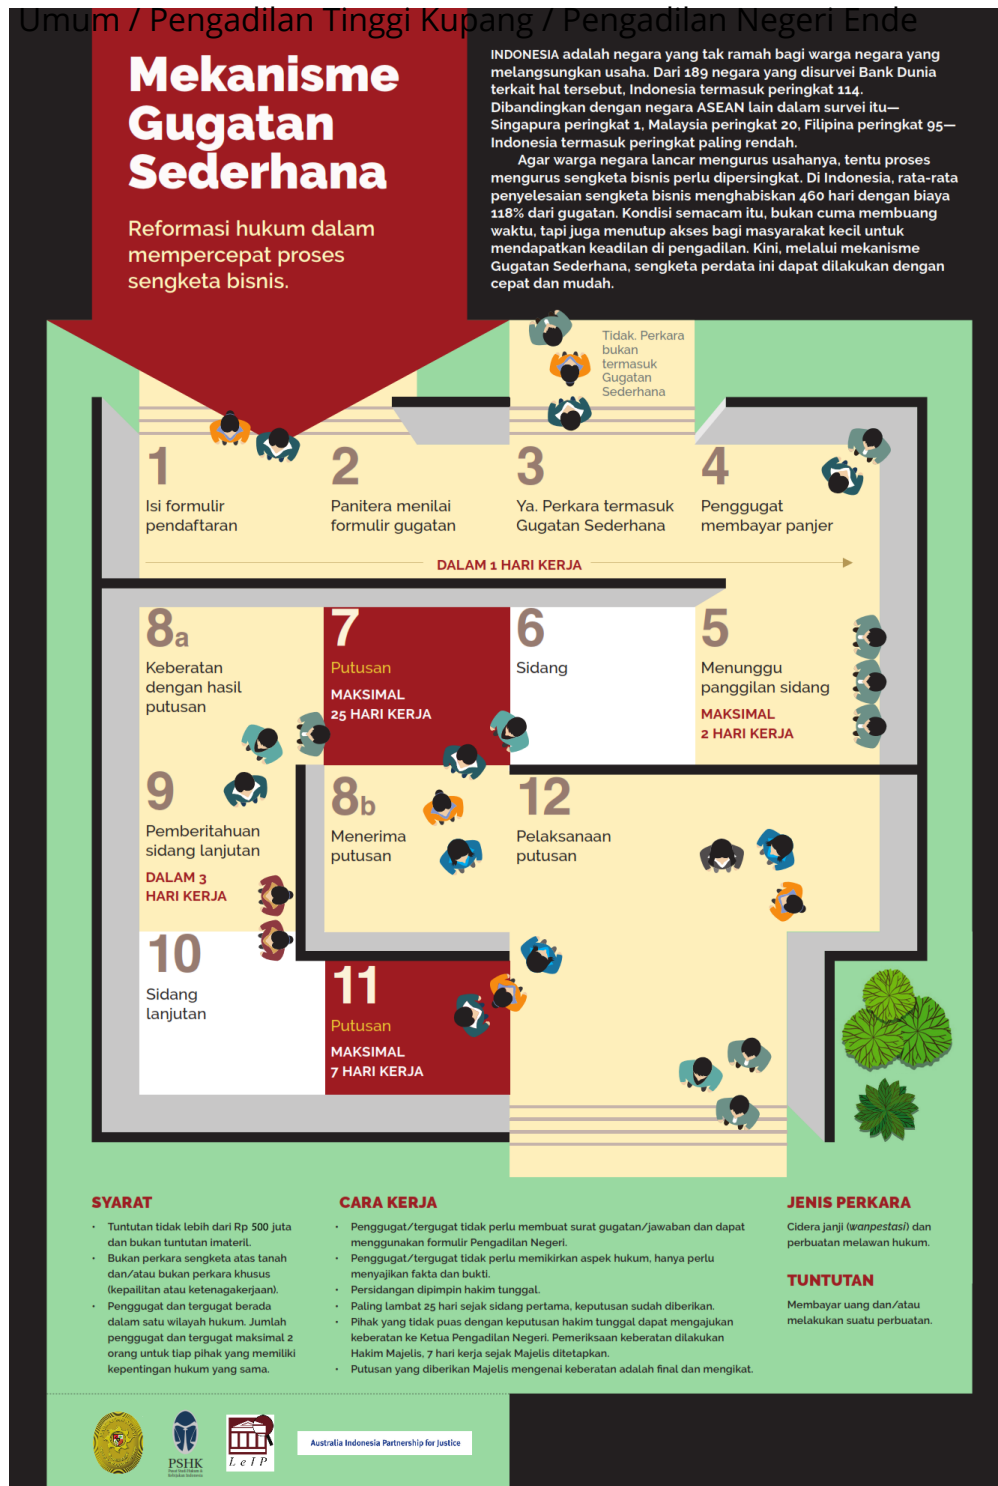 Umum / Pengadilan Tinggi Kupang / Pengadilan Negeri Ende
Mekanisme
Gugatan
Sederhana
Reformasi hukum dalam
mempercepat proses
sengketa bisnis.
INDONESIA adalah negara yang tak ramah bagi warga negara yang
melangsungkan usaha. Dari 189 negara yang disurvei Bank Dunia
terkait hal tersebut, Indonesia termasuk peringkat 114.
Dibandingkan dengan negara ASEAN lain dalam survei itu—
Singapura peringkat 1, Malaysia peringkat 20, Filipina peringkat 95—
Indonesia termasuk peringkat paling rendah.
Agar warga negara lancar mengurus usahanya, tentu proses
mengurus sengketa bisnis perlu dipersingkat. Di Indonesia, rata-rata
penyelesaian sengketa bisnis menghabiskan 460 hari dengan biaya
118% dari gugatan. Kondisi semacam itu, bukan cuma membuang
waktu, tapi juga menutup akses bagi masyarakat kecil untuk
mendapatkan keadilan di pengadilan. Kini, melalui mekanisme
Gugatan Sederhana, sengketa perdata ini dapat dilakukan dengan
cepat dan mudah.
Tidak. Perkara
bukan
termasuk
Gugatan
Sederhana
1
Isi formulir
pendaftaran
2
Panitera menilai
formulir gugatan
3
Ya. Perkara termasuk
Gugatan Sederhana
4
Penggugat
membayar panjer
DALAM 1 HARI KERJA
8a
Keberatan
dengan hasil
putusan
7
Putusan
MAKSIMAL
25 HARI KERJA
6
Sidang
5
Menunggu
panggilan sidang
MAKSIMAL
2 HARI KERJA
9
Pemberitahuan
sidang lanjutan
DALAM 3
HARI KERJA
8b
Menerima
putusan
12
Pelaksanaan
putusan
10
Sidang
lanjutan
11
Putusan
MAKSIMAL
7 HARI KERJA
SYARAT
• Tuntutan tidak lebih dari Rp 500 juta
dan bukan tuntutan imateril.
• Bukan perkara sengketa atas tanah
dan/atau bukan perkara khusus
(kepailitan atau ketenagakerjaan).
• Penggugat dan tergugat berada
dalam satu wilayah hukum. Jumlah
penggugat dan tergugat maksimal 2
orang untuk tiap pihak yang memiliki
kepentingan hukum yang sama.
CARA KERJA
• Penggugat/tergugat tidak perlu membuat surat gugatan/jawaban dan dapat
menggunakan formulir Pengadilan Negeri.
• Penggugat/tergugat tidak perlu memikirkan aspek hukum, hanya perlu
menyajikan fakta dan bukti.
• Persidangan dipimpin hakim tunggal.
• Paling lambat 25 hari sejak sidang pertama, keputusan sudah diberikan.
• Pihak yang tidak puas dengan keputusan hakim tunggal dapat mengajukan
keberatan ke Ketua Pengadilan Negeri. Pemeriksaan keberatan dilakukan
Hakim Majelis, 7 hari kerja sejak Majelis ditetapkan.
• Putusan yang diberikan Majelis mengenai keberatan adalah final dan mengikat.
JENIS PERKARA
Cidera janji (wanpestasi) dan
perbuatan melawan hukum.
TUNTUTAN
Membayar uang dan/atau
melakukan suatu perbuatan.
PSHK
LeIP
Australia Indonesia Partnership for Justice